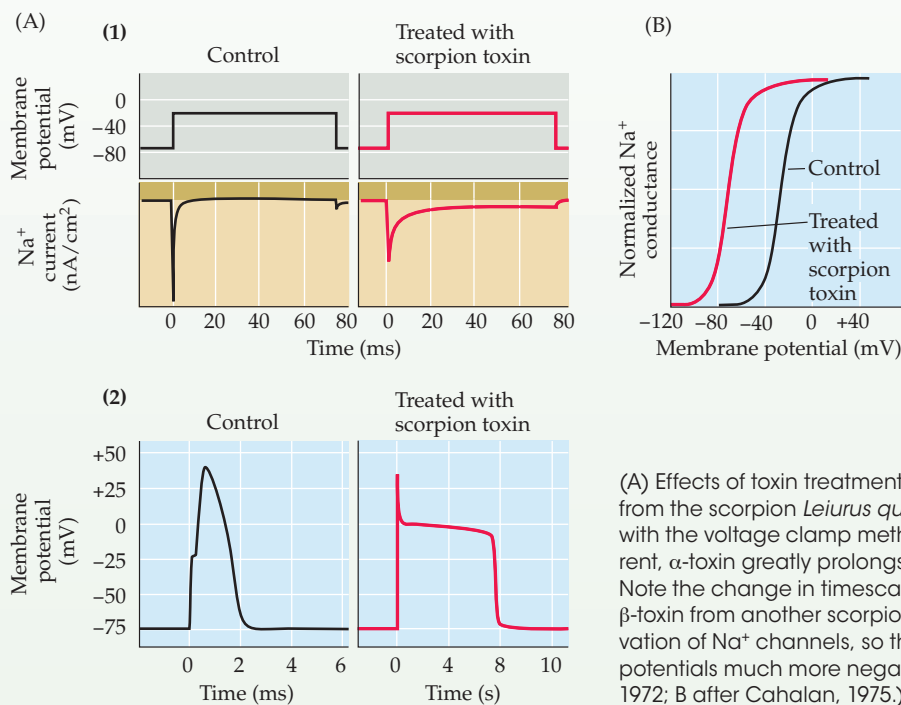 (A)
(1)
Control
Treated with
scorpion toxin
Membrane
potential
(mV)
0
−40
−80
Na+
current
(nA/cm2)
0 20 40 60 80 0 20 40 60 80
Time (ms)
(2)
Control
Treated with
scorpion toxin
Membrane
potential
(mV)
+50
+25
0
−25
−50
−75
0 2 4 6
Time (ms)
0 4 8 10
Time (s)
(B)
Normalized Na+
conductance
Control
Treated
with
scorpion
toxin
−120 −80 −40 0 +40
Membrane potential (mV)
(A) Effects of toxin treatment
from the scorpion Leiurus qu
with the voltage clamp meth
rent, α-toxin greatly prolongs
Note the change in timesca
β-toxin from another scorpio
vation of Na+ channels, so th
potentials much more nega
1972; B after Cahalan, 1975.)